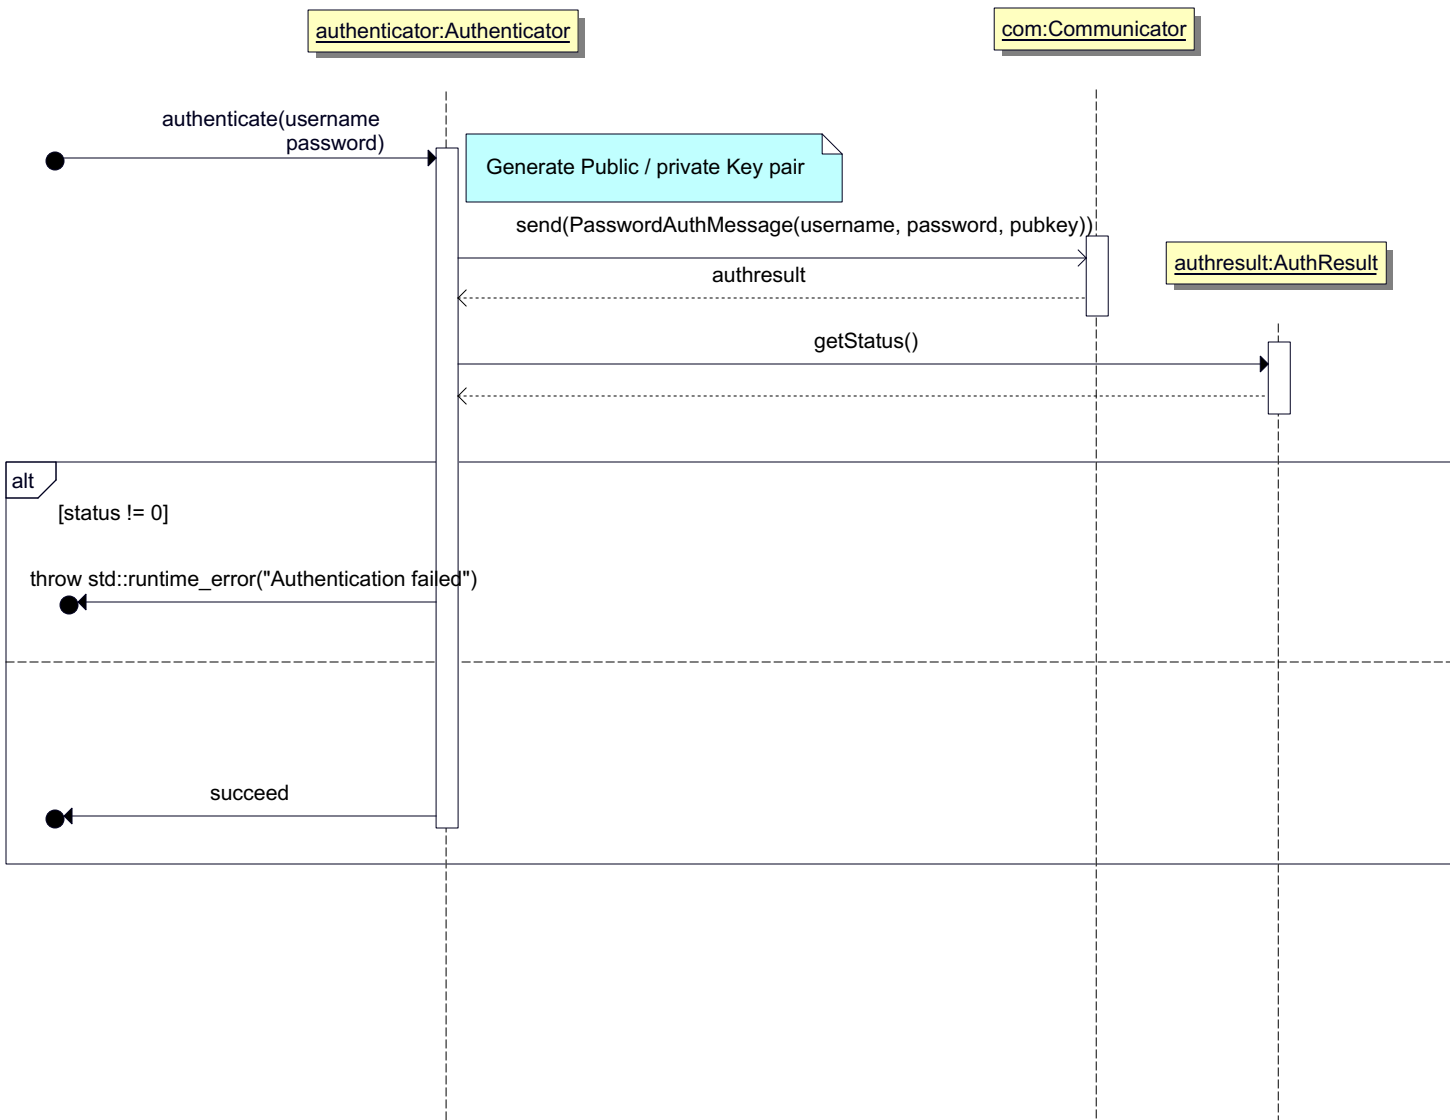 authenticator:Authenticator
com:Communicator
authenticate(username
password)
Generate Public / private Key pair
send(PasswordAuthMessage(username, password, pubkey))
authresult:AuthResult
authresult
getStatus()
alt
[status != 0]
throw std::runtime_error("Authentication failed")
succeed